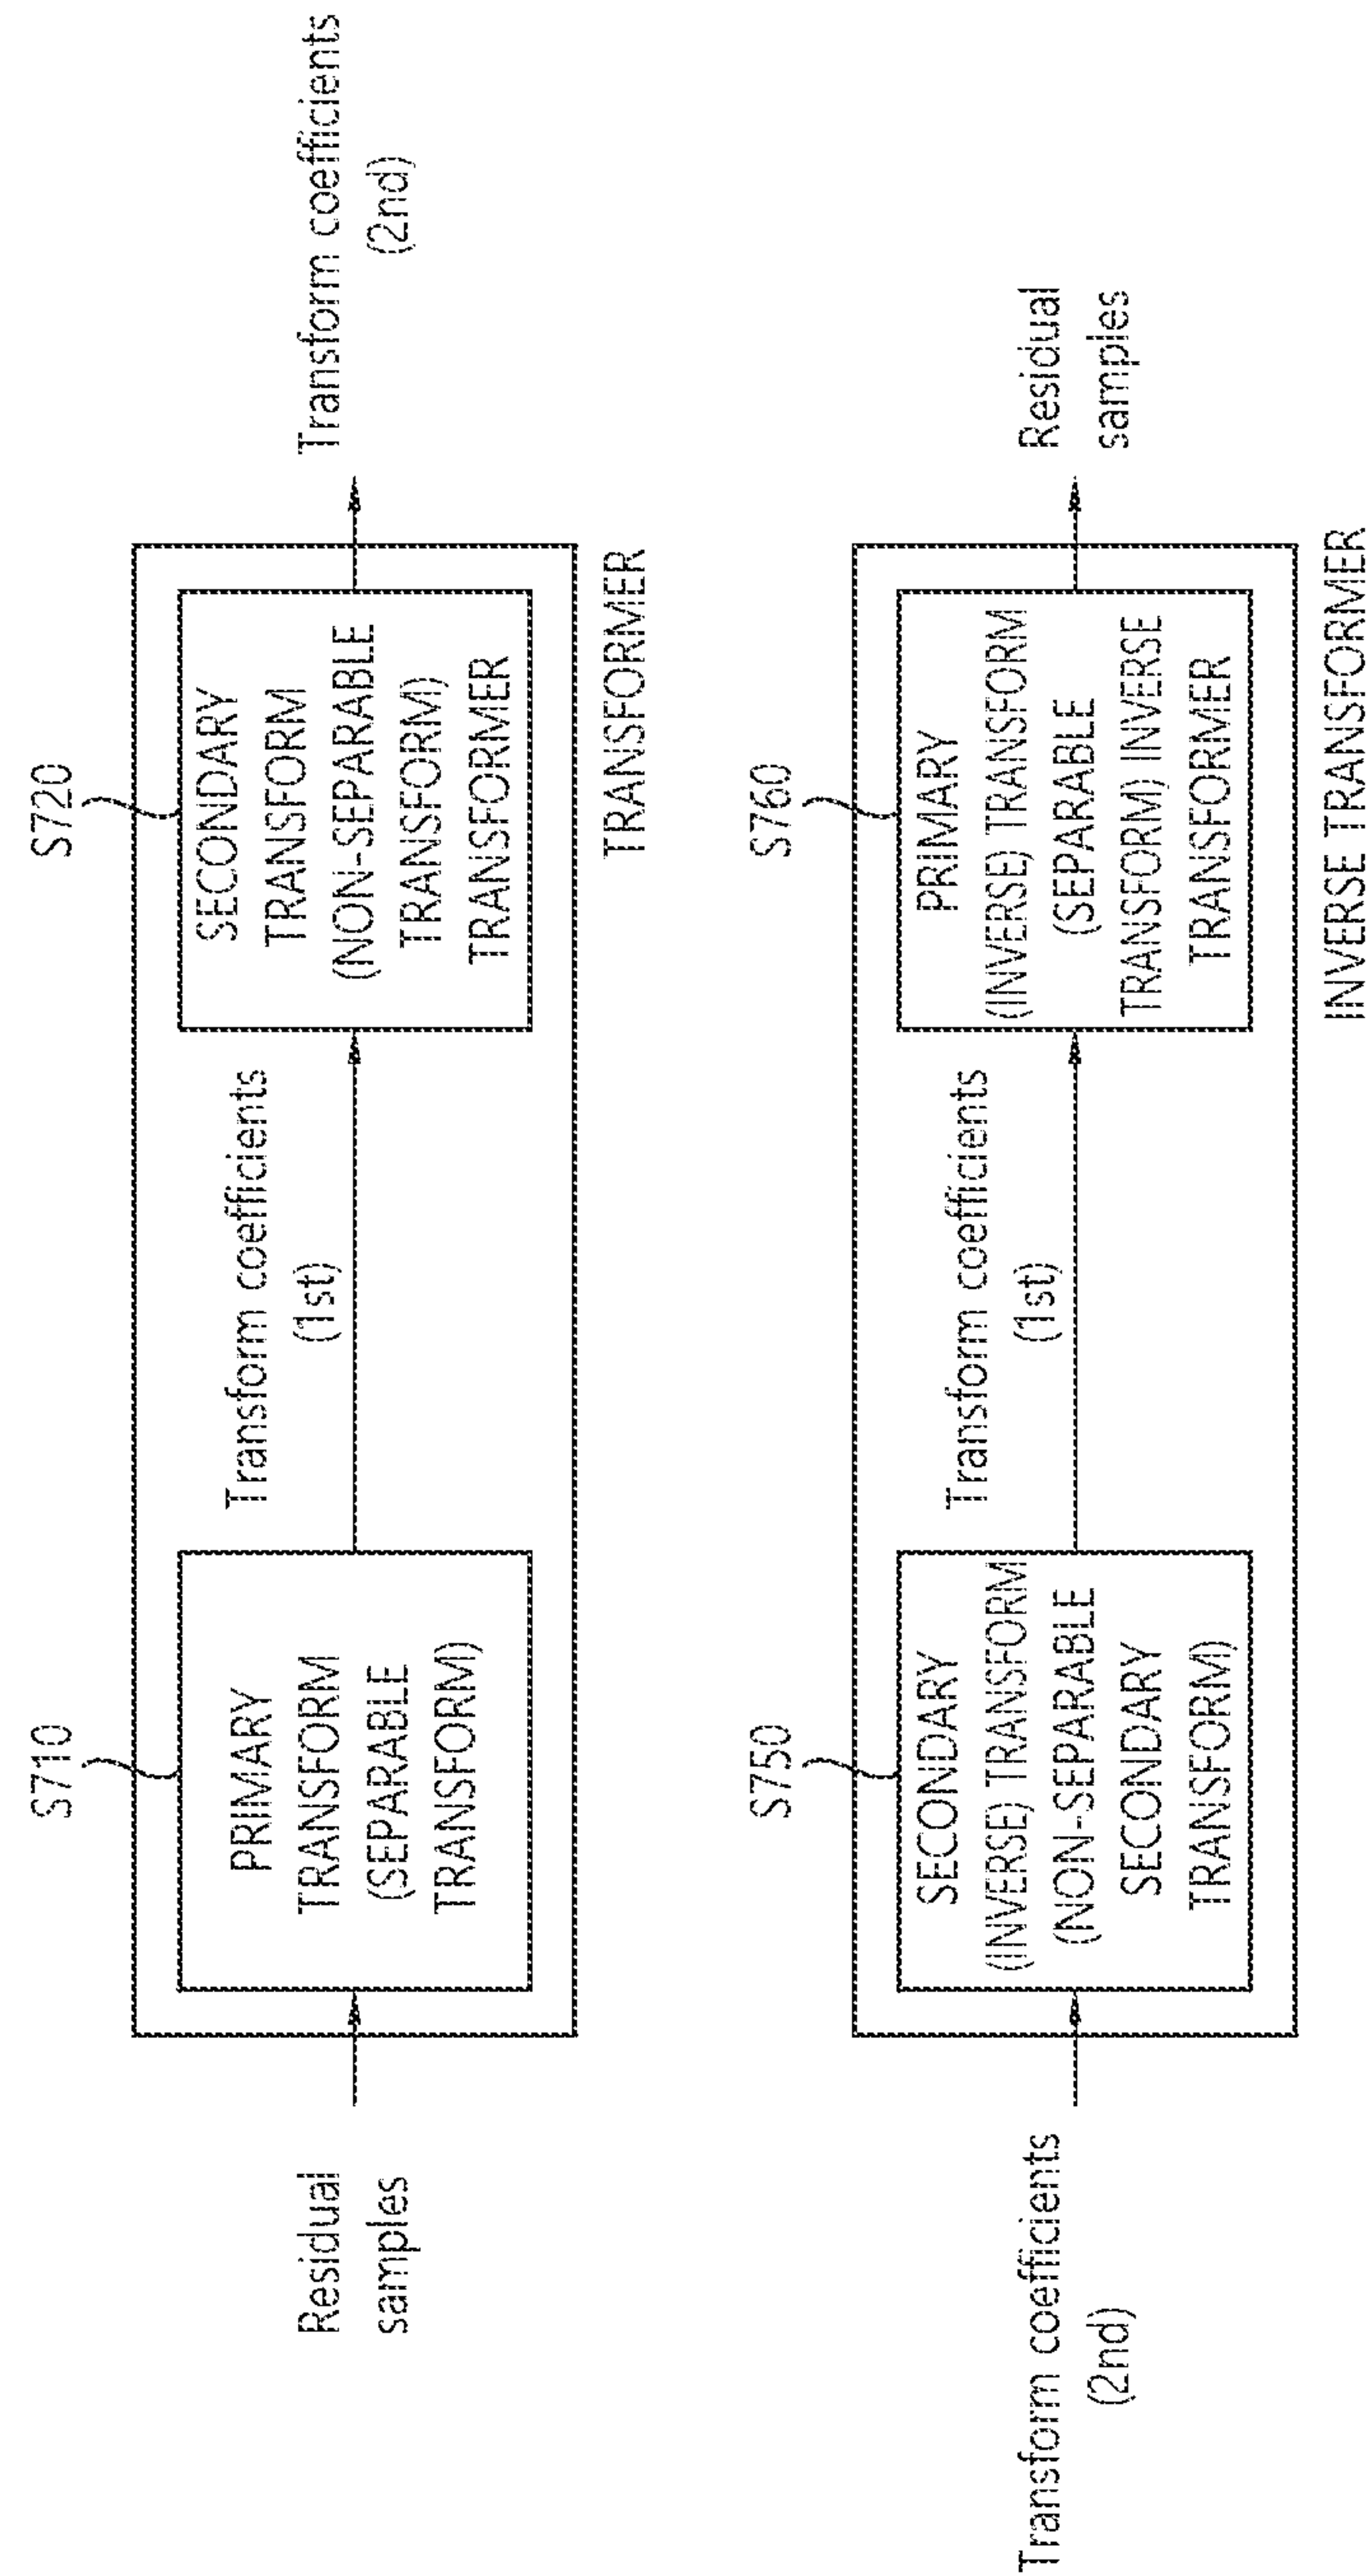 S710
S720
Residual
samples
PRIMARY
TRANSFORM
(SEPARABLE
TRANSFORM)
Transform coefficients
(1st)
SECONDARY
TRANSFORM
(NON-SEPARABLE
TRANSFORM)
TRANSFORMER
Transform coefficients
(2nd)
TRANSFORMER
S750
S760
Transform coefficients
(2nd)
SECONDARY
(INVERSE) TRANSFORM
(NON-SEPARABLE
SECONDARY
TRANSFORM)
Transform coefficients
(1st)
PRIMARY
(INVERSE) TRANSFORM
(SEPARABLE
TRANSFORM) INVERSE
TRANSFORMER
Residual
samples
INVERSE TRANSFORMER